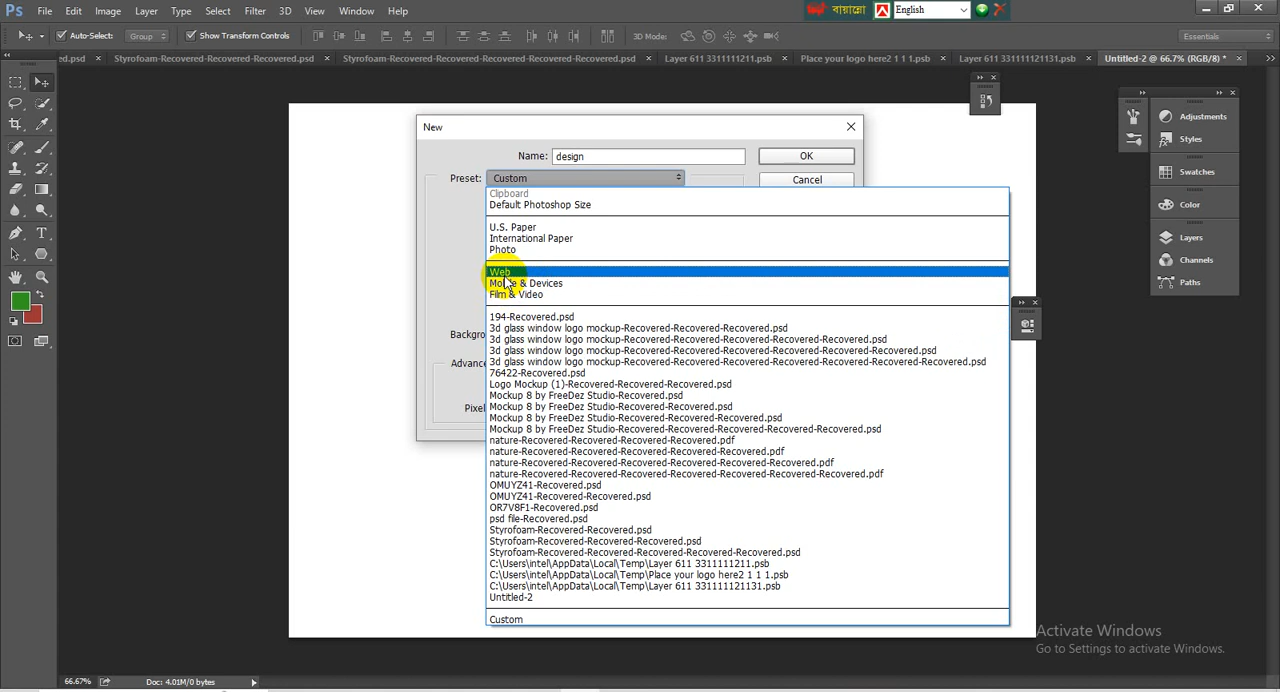 Ps File Edit Image Layer Type Select Filter 3D View Window Help
বায়ান্নো English
Auto-Select: Group Show Transform Controls 3D Mode: Essentials
ed.psd × Styrofoam-Recovered-Recovered-Recovered.psd × Styrofoam-Recovered-Recovered-Recovered-Recovered.psd × Layer 611 3311111211.psb × Place your logo here2 1 1 1.psb × Layer 611 331111121131.psb × Untitled-2 @ 66.7% (RGB/8) * ×
New
Name: design OK
Preset: Custom Cancel
Clipboard
Default Photoshop Size
U.S. Paper
International Paper
Photo
Web
Mobile & Devices
Film & Video
194-Recovered.psd
3d glass window logo mockup-Recovered-Recovered-Recovered.psd
3d glass window logo mockup-Recovered-Recovered-Recovered-Recovered.psd
3d glass window logo mockup-Recovered-Recovered-Recovered-Recovered.psd
3d glass window logo mockup-Recovered-Recovered-Recovered-Recovered-Recovered.psd
76422-Recovered.psd
Logo Mockup (1)-Recovered-Recovered-Recovered.psd
Mockup 8 by FreeDez Studio-Recovered.psd
Mockup 8 by FreeDez Studio-Recovered-Recovered.psd
Mockup 8 by FreeDez Studio-Recovered-Recovered-Recovered.psd
Mockup 8 by FreeDez Studio-Recovered-Recovered-Recovered-Recovered-Recovered.psd
nature-Recovered-Recovered-Recovered-Recovered.pdf
nature-Recovered-Recovered-Recovered-Recovered-Recovered.pdf
nature-Recovered-Recovered-Recovered-Recovered-Recovered-Recovered.pdf
nature-Recovered-Recovered-Recovered-Recovered-Recovered-Recovered-Recovered.pdf
OMUYZ41-Recovered.psd
OMUYZ41-Recovered-Recovered-Recovered.psd
OR7V8F1-Recovered.psd
psd file-Recovered.psd
Styrofoam-Recovered-Recovered.psd
Styrofoam-Recovered-Recovered-Recovered.psd
Styrofoam-Recovered-Recovered-Recovered-Recovered-Recovered.psd
C:\Users\intel\AppData\Local\Temp\Layer 611 3311111211.psb
C:\Users\intel\AppData\Local\Temp\Place your logo here2 1 1 1.psb
C:\Users\intel\AppData\Local\Temp\Layer 611 331111121131.psb
Untitled-2
Custom
Backgrou
Advance
Pixel
Adjustments
Styles
Swatches
Color
Layers
Channels
Paths
Activate Windows
Go to Settings to activate Windows.
66.67% Doc: 4.01M/0 bytes